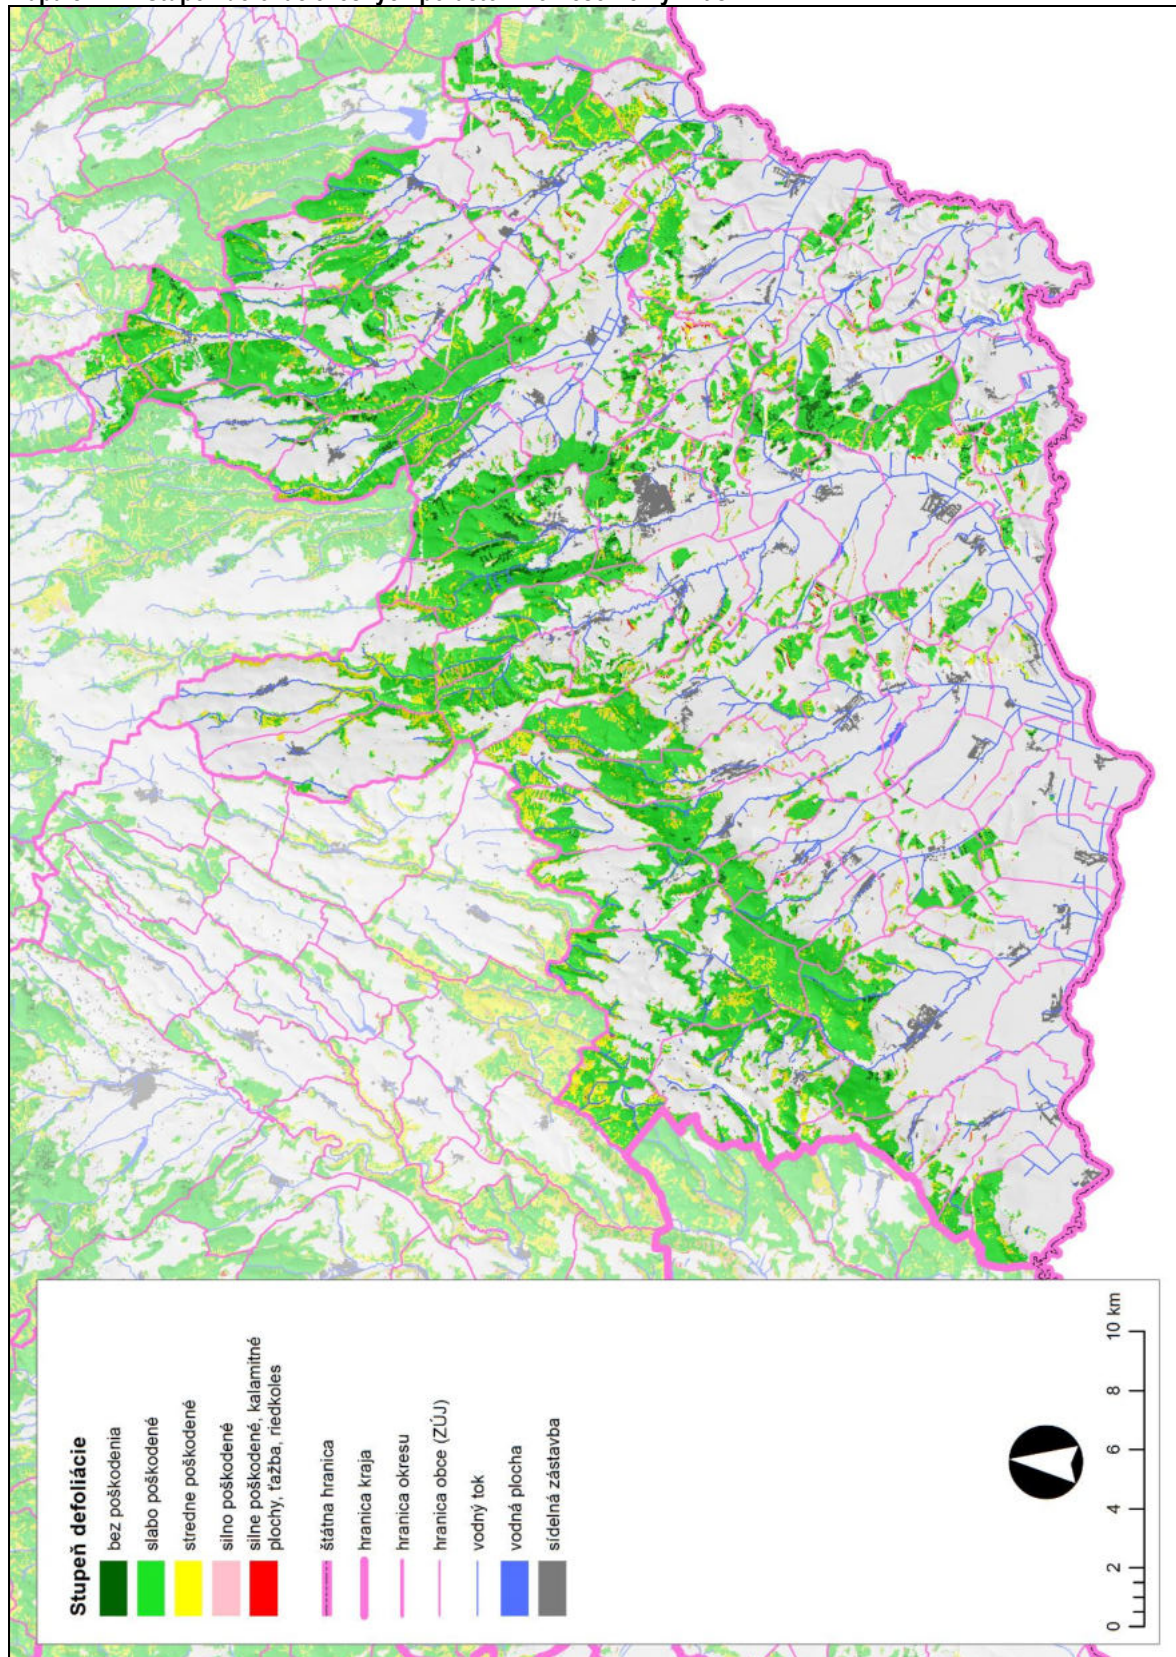 Stupeň defoliácie
bez poškodenia
slabo poškodené
stredne poškodené
silno poškodené
silne poškodené, kalamitné
plochy, ťažba, riedkoles
štátna hranica
hranica kraja
hranica okresu
hranica obce (ZÚJ)
vodný tok
vodná plocha
sídelná zástavba
0 2 4 6 8 10 km